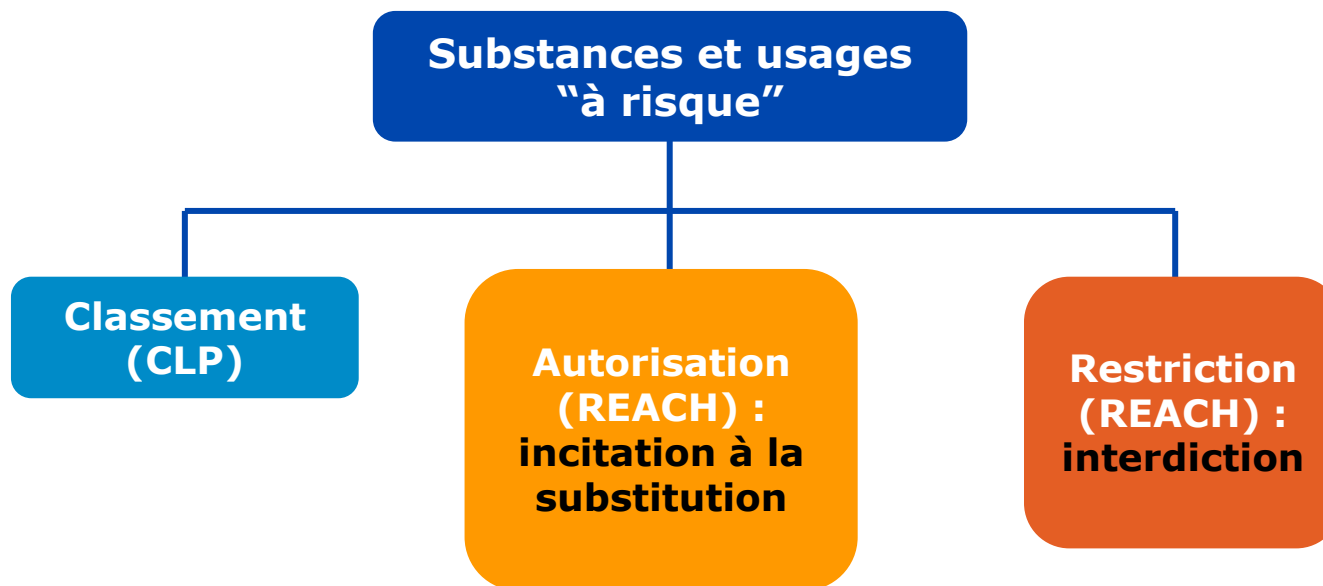 Substances et usages
“à risque”
Classement
(CLP)
Autorisation
(REACH) :
incitation à la
substitution
Restriction
(REACH) :
interdiction